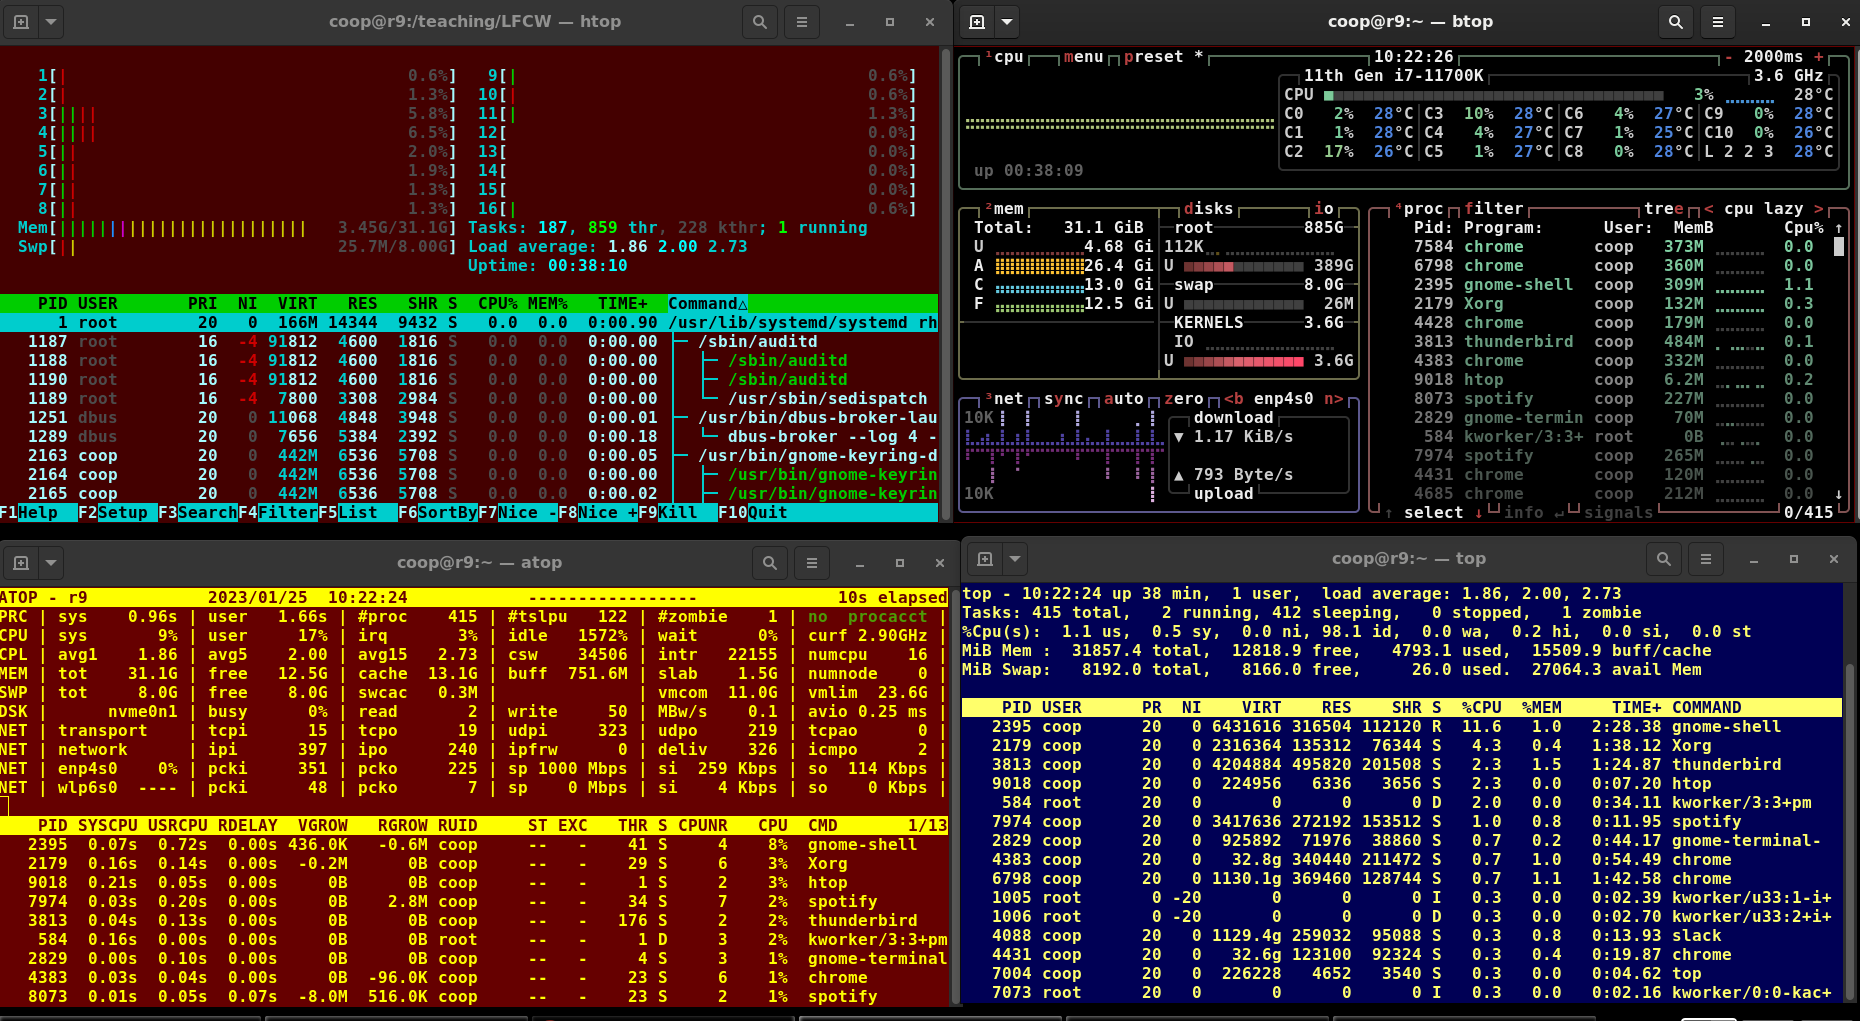 coop@r9:/teaching/LFCW — htop
1[| 0.6%] 9[| 0.6%]
2[| 1.3%] 10[| 0.6%]
3[|||| 5.8%] 11[| 1.3%]
4[|||| 6.5%] 12[ 0.0%]
5[|| 2.0%] 13[ 0.0%]
6[|| 1.9%] 14[ 0.0%]
7[|| 1.3%] 15[ 0.0%]
8[|| 1.3%] 16[| 0.6%]
Mem[||||||||||||||||||||||||| 3.45G/31.1G] Tasks: 187, 859 thr, 228 kthr; 1 running
Swp[|| 25.7M/8.00G] Load average: 1.86 2.00 2.73
Uptime: 00:38:10
PID USER PRI NI VIRT RES SHR S CPU% MEM% TIME+ Command△
1 root 20 0 166M 14344 9432 S 0.0 0.0 0:00.90 /usr/lib/systemd/systemd rh
1187 root 16 -4 91812 4600 1816 S 0.0 0.0 0:00.00 ├─ /sbin/auditd
1188 root 16 -4 91812 4600 1816 S 0.0 0.0 0:00.00 │ ├─ /sbin/auditd
1190 root 16 -4 91812 4600 1816 S 0.0 0.0 0:00.00 │ ├─ /sbin/auditd
1189 root 16 -4 7800 3308 2984 S 0.0 0.0 0:00.00 │ └─ /usr/sbin/sedispatch
1251 dbus 20 0 11068 4848 3948 S 0.0 0.0 0:00.01 ├─ /usr/bin/dbus-broker-lau
1289 dbus 20 0 7656 5384 2392 S 0.0 0.0 0:00.18 │ └─ dbus-broker --log 4 -
2163 coop 20 0 442M 6536 5708 S 0.0 0.0 0:00.05 ├─ /usr/bin/gnome-keyring-d
2164 coop 20 0 442M 6536 5708 S 0.0 0.0 0:00.00 │ ├─ /usr/bin/gnome-keyrin
2165 coop 20 0 442M 6536 5708 S 0.0 0.0 0:00.02 │ ├─ /usr/bin/gnome-keyrin
F1Help F2Setup F3SearchF4FilterF5List F6SortByF7Nice -F8Nice +F9Kill F10Quit
coop@r9:~ — btop
¹cpu menu preset * 10:22:26 - 2000ms +
11th Gen i7-11700K 3.6 GHz
CPU 3% 28°C
C0 2% 28°C C3 10% 28°C C6 4% 27°C C9 0% 28°C
C1 1% 28°C C4 4% 27°C C7 1% 25°C C10 0% 26°C
C2 17% 26°C C5 1% 27°C C8 0% 28°C L 2 2 3 28°C
up 00:38:09
²mem disks io
Total: 31.1 GiB root 885G
U 4.68 Gi 112K
A 26.4 Gi U 389G
C 13.0 Gi swap 8.0G
F 12.5 Gi U 26M
KERNELS 3.6G
IO
U 3.6G
³net sync auto zero <b enp4s0 n>
10K download
▼ 1.17 KiB/s
▲ 793 Byte/s
10K upload
⁴proc filter tree < cpu lazy >
Pid: Program: User: MemB Cpu% ↑
7584 chrome coop 373M 0.0
6798 chrome coop 360M 0.0
2395 gnome-shell coop 309M 1.1
2179 Xorg coop 132M 0.3
4428 chrome coop 179M 0.0
3813 thunderbird coop 484M 0.1
4383 chrome coop 332M 0.0
9018 htop coop 6.2M 0.2
8073 spotify coop 227M 0.0
2829 gnome-termin coop 70M 0.0
584 kworker/3:3+ root 0B 0.0
7974 spotify coop 265M 0.0
4431 chrome coop 120M 0.0
4685 chrome coop 212M 0.0 ↓
↑ select ↓ info ↵ signals 0/415
coop@r9:~ — atop
ATOP - r9 2023/01/25 10:22:24 ----------------- 10s elapsed
PRC | sys 0.96s | user 1.66s | #proc 415 | #tslpu 122 | #zombie 1 | no procacct |
CPU | sys 9% | user 17% | irq 3% | idle 1572% | wait 0% | curf 2.90GHz |
CPL | avg1 1.86 | avg5 2.00 | avg15 2.73 | csw 34506 | intr 22155 | numcpu 16 |
MEM | tot 31.1G | free 12.5G | cache 13.1G | buff 751.6M | slab 1.5G | numnode 0 |
SWP | tot 8.0G | free 8.0G | swcac 0.3M | | vmcom 11.0G | vmlim 23.6G |
DSK | nvme0n1 | busy 0% | read 2 | write 50 | MBw/s 0.1 | avio 0.25 ms |
NET | transport | tcpi 15 | tcpo 19 | udpi 323 | udpo 219 | tcpao 0 |
NET | network | ipi 397 | ipo 240 | ipfrw 0 | deliv 326 | icmpo 2 |
NET | enp4s0 0% | pcki 351 | pcko 225 | sp 1000 Mbps | si 259 Kbps | so 114 Kbps |
NET | wlp6s0 ---- | pcki 48 | pcko 7 | sp 0 Mbps | si 4 Kbps | so 0 Kbps |
PID SYSCPU USRCPU RDELAY VGROW RGROW RUID ST EXC THR S CPUNR CPU CMD 1/13
2395 0.07s 0.72s 0.00s 436.0K -0.6M coop -- - 41 S 4 8% gnome-shell
2179 0.16s 0.14s 0.00s -0.2M 0B coop -- - 29 S 6 3% Xorg
9018 0.21s 0.05s 0.00s 0B 0B coop -- - 1 S 2 3% htop
7974 0.03s 0.20s 0.00s 0B 2.8M coop -- - 34 S 7 2% spotify
3813 0.04s 0.13s 0.00s 0B 0B coop -- - 176 S 2 2% thunderbird
584 0.16s 0.00s 0.00s 0B 0B root -- - 1 D 3 2% kworker/3:3+pm
2829 0.00s 0.10s 0.00s 0B 0B coop -- - 4 S 3 1% gnome-terminal
4383 0.03s 0.04s 0.00s 0B -96.0K coop -- - 23 S 6 1% chrome
8073 0.01s 0.05s 0.07s -8.0M 516.0K coop -- - 23 S 2 1% spotify
coop@r9:~ — top
top - 10:22:24 up 38 min, 1 user, load average: 1.86, 2.00, 2.73
Tasks: 415 total, 2 running, 412 sleeping, 0 stopped, 1 zombie
%Cpu(s): 1.1 us, 0.5 sy, 0.0 ni, 98.1 id, 0.0 wa, 0.2 hi, 0.0 si, 0.0 st
MiB Mem : 31857.4 total, 12818.9 free, 4793.1 used, 15509.9 buff/cache
MiB Swap: 8192.0 total, 8166.0 free, 26.0 used. 27064.3 avail Mem
PID USER PR NI VIRT RES SHR S %CPU %MEM TIME+ COMMAND
2395 coop 20 0 6431616 316504 112120 R 11.6 1.0 2:28.38 gnome-shell
2179 coop 20 0 2316364 135312 76344 S 4.3 0.4 1:38.12 Xorg
3813 coop 20 0 4204884 495820 201508 S 2.3 1.5 1:24.87 thunderbird
9018 coop 20 0 224956 6336 3656 S 2.3 0.0 0:07.20 htop
584 root 20 0 0 0 0 D 2.0 0.0 0:34.11 kworker/3:3+pm
7974 coop 20 0 3417636 272192 153512 S 1.0 0.8 0:11.95 spotify
2829 coop 20 0 925892 71976 38860 S 0.7 0.2 0:44.17 gnome-terminal-
4383 coop 20 0 32.8g 340440 211472 S 0.7 1.0 0:54.49 chrome
6798 coop 20 0 1130.1g 369460 128744 S 0.7 1.1 1:42.58 chrome
1005 root 0 -20 0 0 0 I 0.3 0.0 0:02.39 kworker/u33:1-i+
1006 root 0 -20 0 0 0 D 0.3 0.0 0:02.70 kworker/u33:2+i+
4088 coop 20 0 1129.4g 259032 95088 S 0.3 0.8 0:13.93 slack
4431 coop 20 0 32.6g 123100 92324 S 0.3 0.4 0:19.87 chrome
7004 coop 20 0 226228 4652 3540 S 0.3 0.0 0:04.62 top
7073 root 20 0 0 0 0 I 0.3 0.0 0:02.16 kworker/0:0-kac+